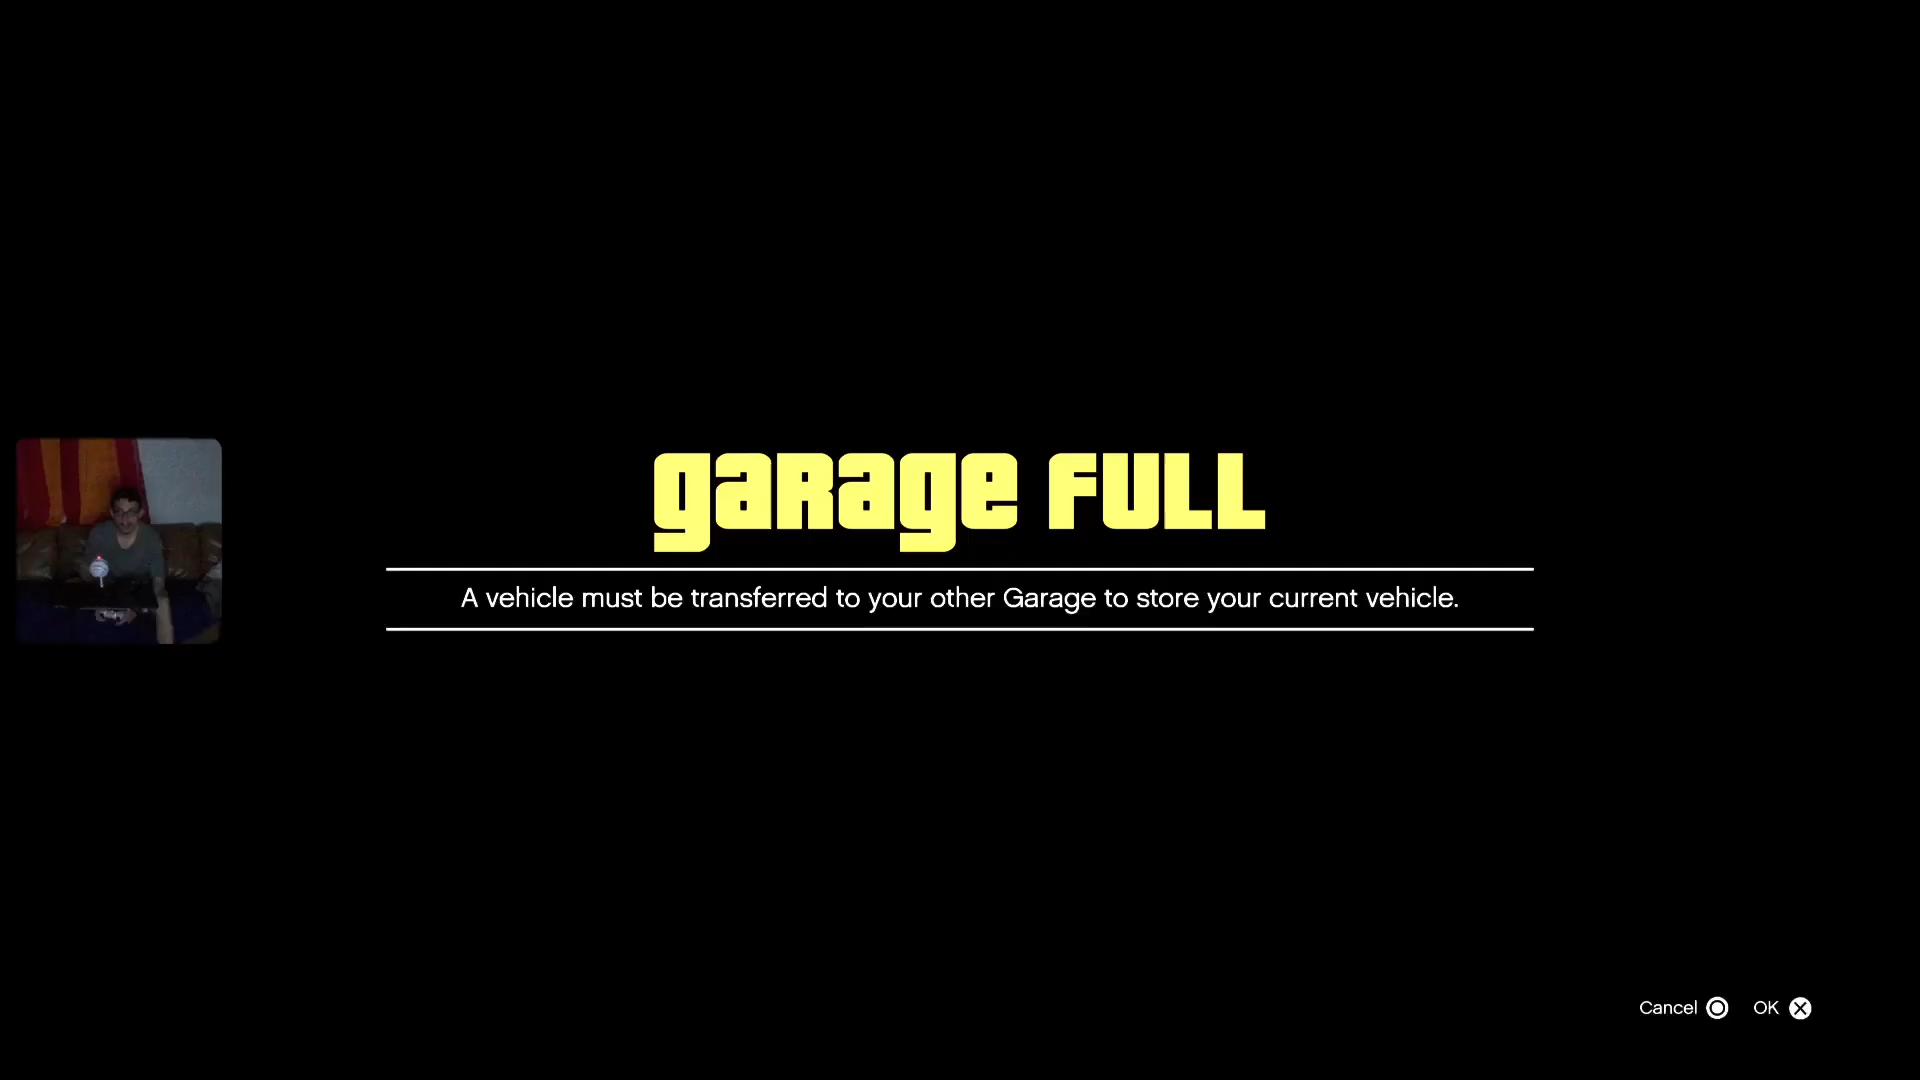 garage FULL
A vehicle must be transferred to your other Garage to store your current vehicle.
Cancel OK